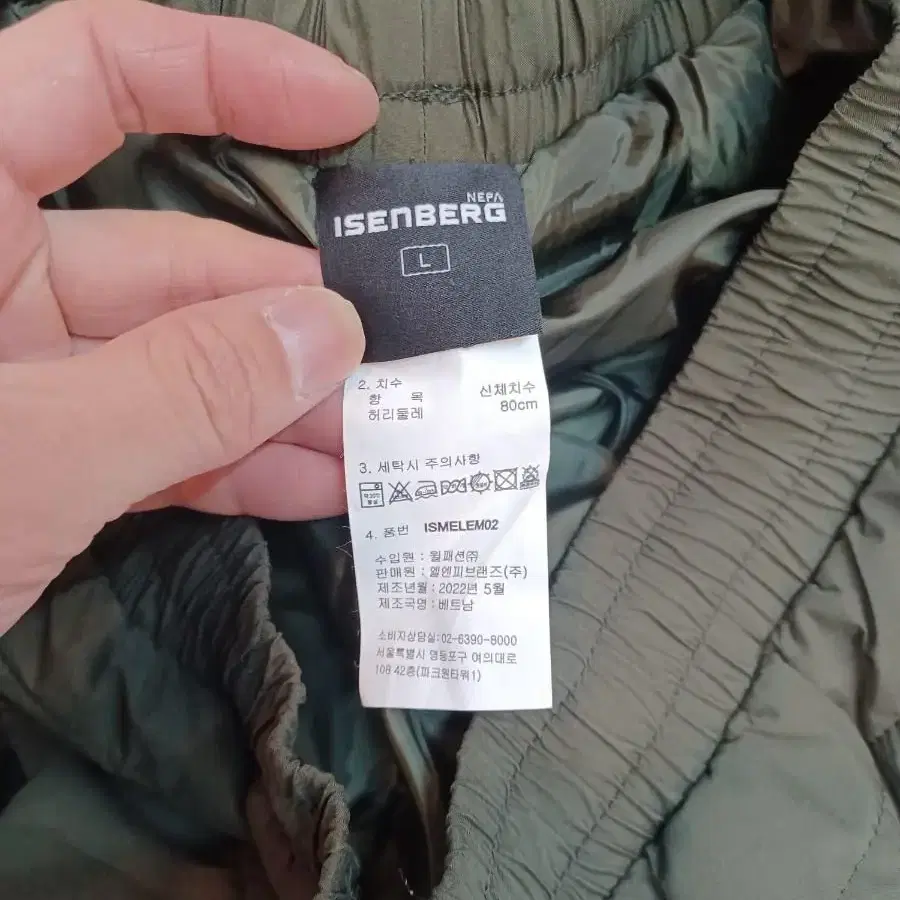 NEPA
ISENBERG
L
2. 치수
항 목 신체치수
허리둘레 80cm
3. 세탁시 주의사항
4. 품번 ISMELEM02
수입원 : 윌패션(주)
판매원 : 엘엔피브랜즈(주)
제조년월 : 2022년 5월
제조국명 : 베트남
소비자상담실: 02-6390-8000
서울특별시 영등포구 여의대로
108 42층(파크원타워1)